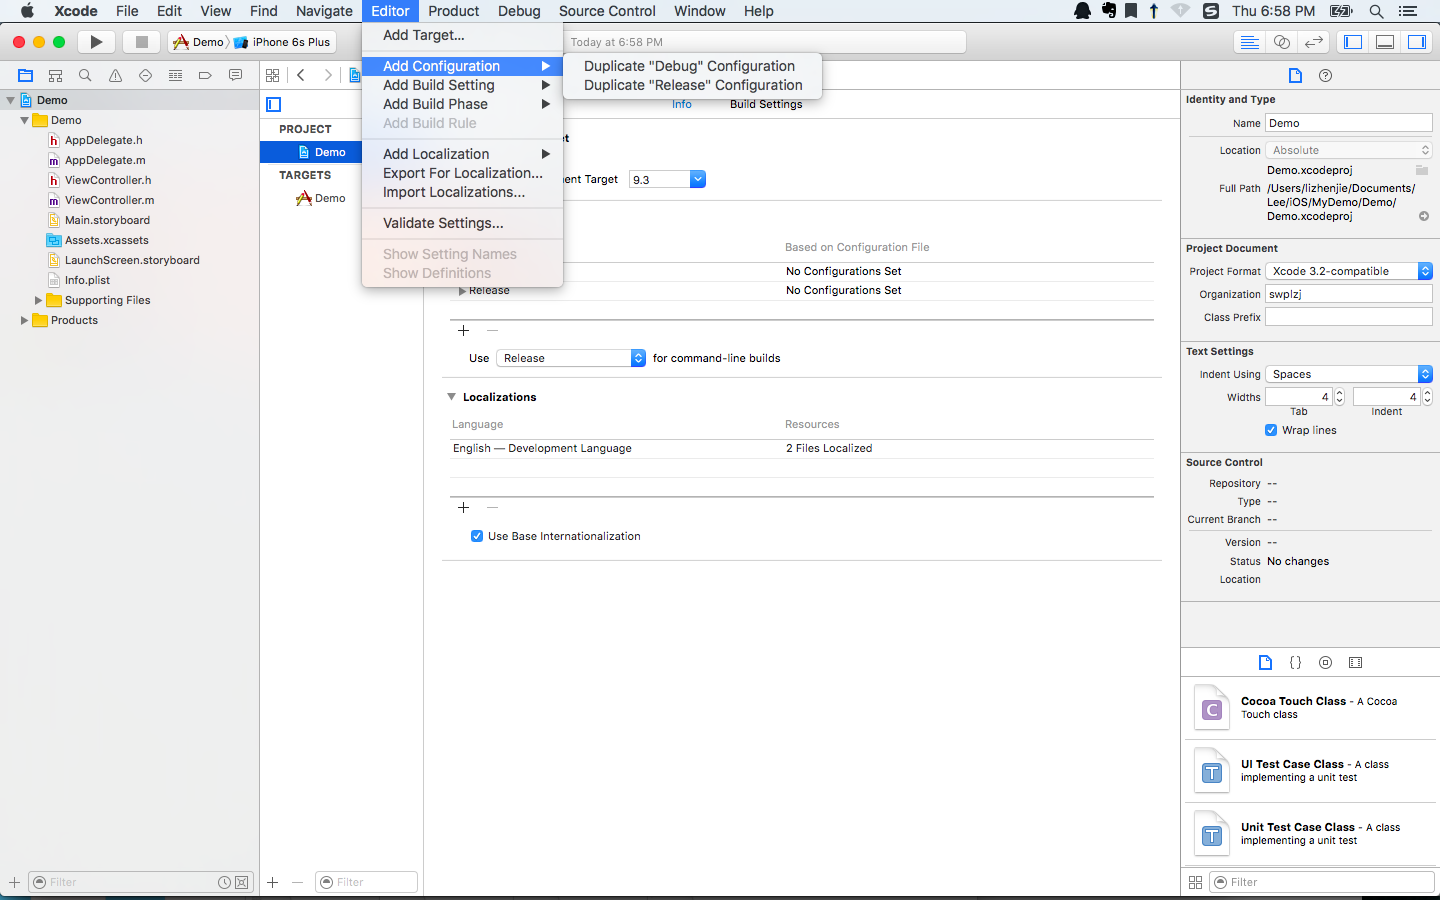 Xcode File Edit View Find Navigate Editor Product Debug Source Control Window Help Thu 6:58 PM
Demo iPhone 6s Plus
Today at 6:58 PM
Add Target...
Add Configuration
Add Build Setting
Add Build Phase
Add Build Rule
Add Localization
Export For Localization...
Import Localizations...
Validate Settings...
Show Setting Names
Show Definitions
Duplicate "Debug" Configuration
Duplicate "Release" Configuration
Demo
Demo
AppDelegate.h
AppDelegate.m
ViewController.h
ViewController.m
Main.storyboard
Assets.xcassets
LaunchScreen.storyboard
Info.plist
Supporting Files
Products
Filter
PROJECT
Demo
TARGETS
Demo
Filter
Info Build Settings
9.3
Based on Configuration File
No Configurations Set
Release No Configurations Set
Use Release for command-line builds
Localizations
Language Resources
English — Development Language 2 Files Localized
Use Base Internationalization
Identity and Type
Name Demo
Location Absolute
Demo.xcodeproj
Full Path /Users/lizhenjie/Documents/
Lee/iOS/MyDemo/Demo/
Demo.xcodeproj
Project Document
Project Format Xcode 3.2-compatible
Organization swplzj
Class Prefix
Text Settings
Indent Using Spaces
Widths 4 4
Tab Indent
Wrap lines
Source Control
Repository --
Type --
Current Branch --
Version --
Status No changes
Location
Cocoa Touch Class - A Cocoa
Touch class
UI Test Case Class - A class
implementing a unit test
Unit Test Case Class - A class
implementing a unit test
Filter